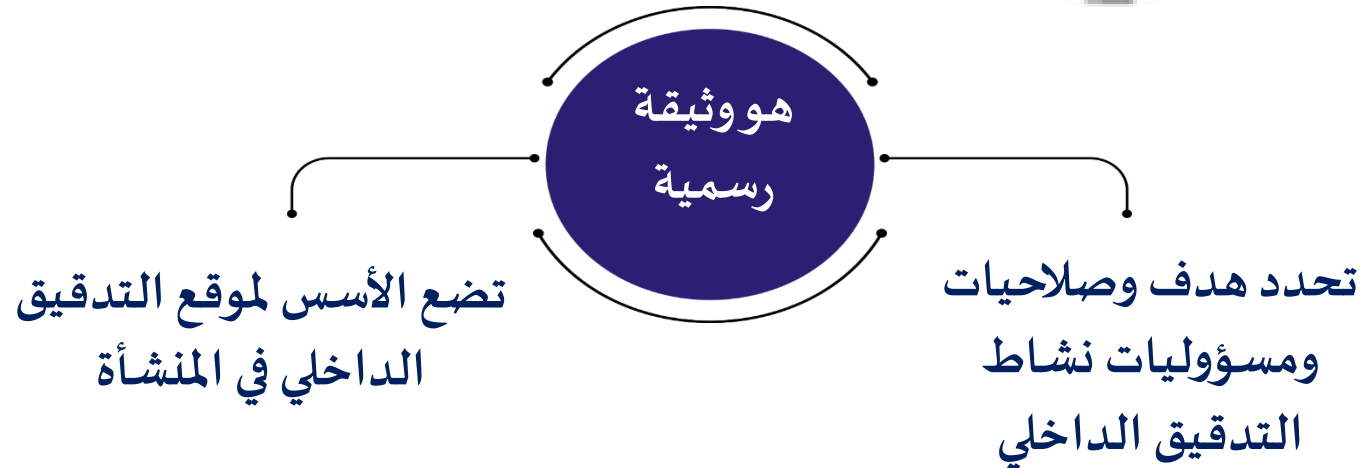 هو وثيقة
رسمية
تحدد هدف وصلاحيات
ومسؤوليات نشاط
التدقيق الداخلي
تضع الأسس لموقع التدقيق
الداخلي في المنشأة